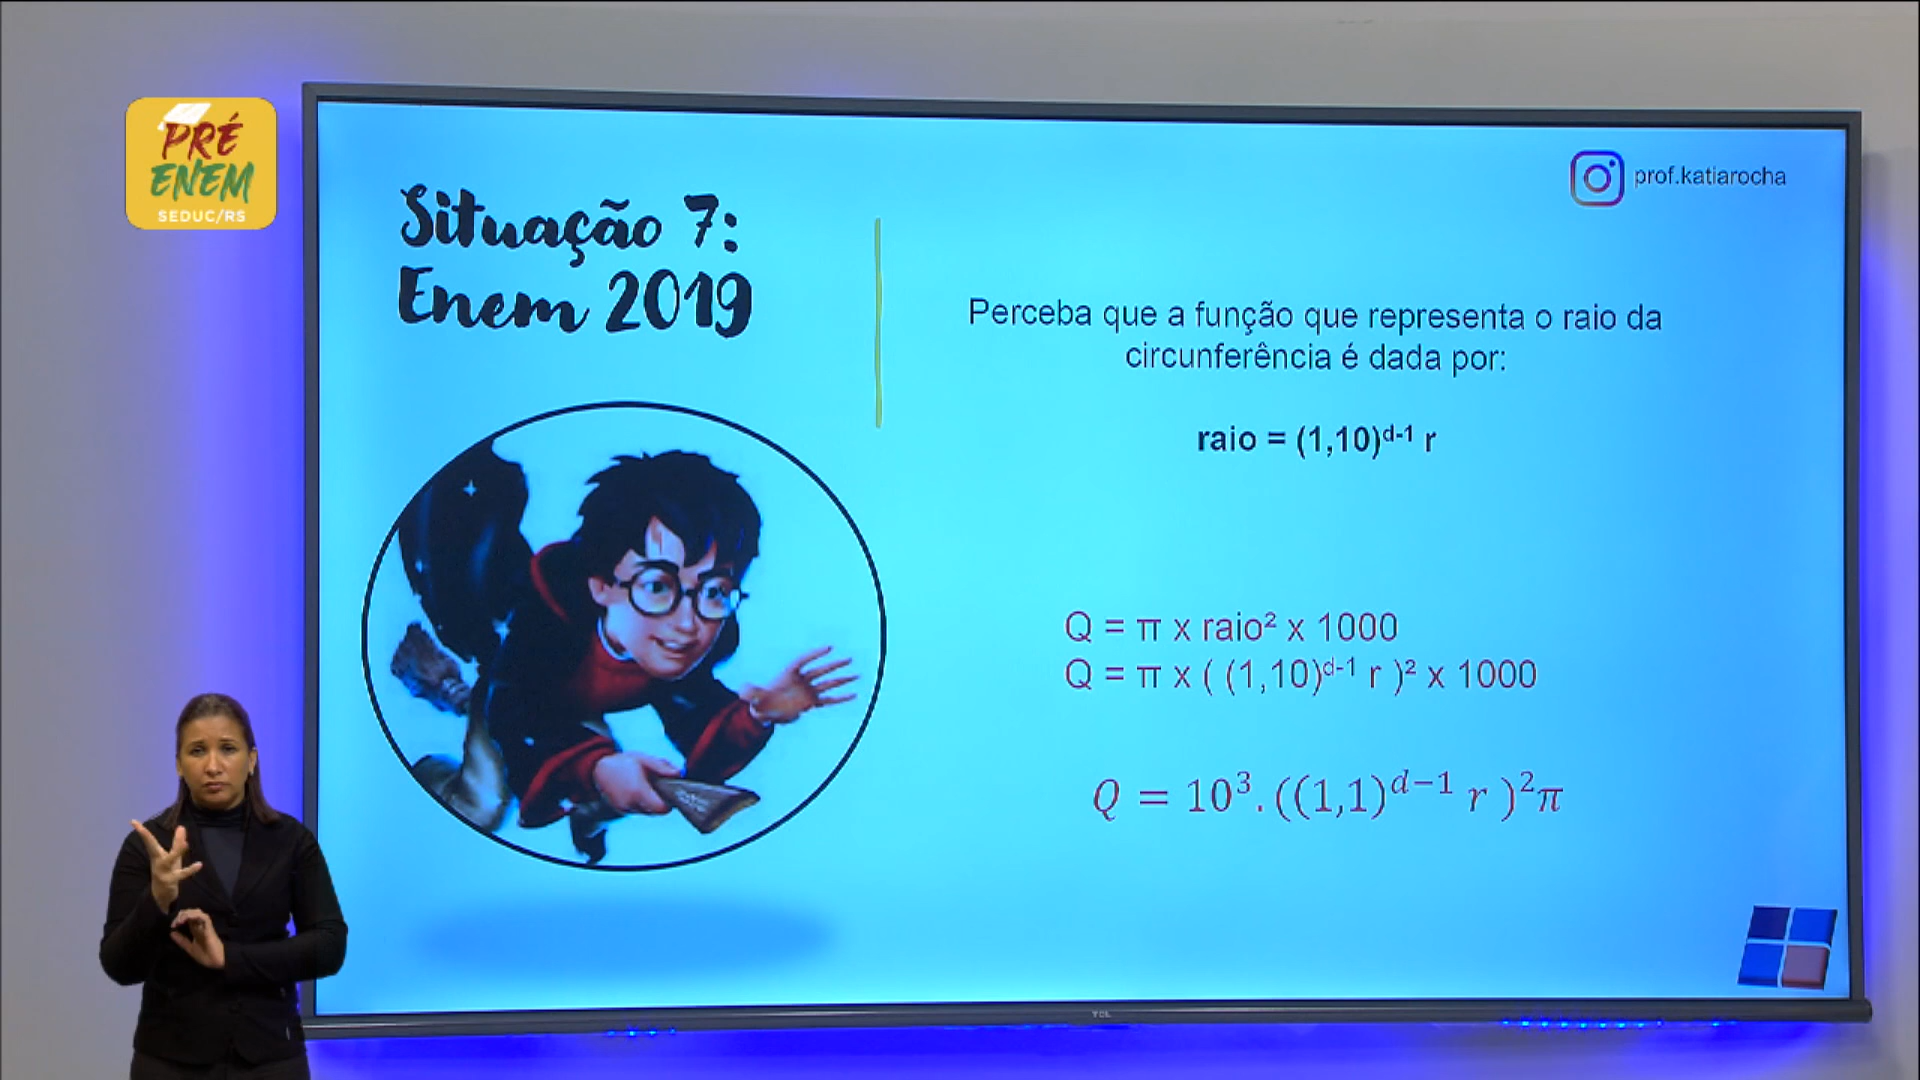 PRÉ
ENEM
SEDUC/RS
Situação 7:
Enem 2019
prof.katiarocha
Perceba que a função que representa o raio da
circunferência é dada por:
raio = (1,10)ᵈ⁻¹ r
Q = π x raio² x 1000
Q = π x ( (1,10)ᵈ⁻¹ r )² x 1000
Q = 10³. ((1,1)ᵈ⁻¹ r )²π
TCL